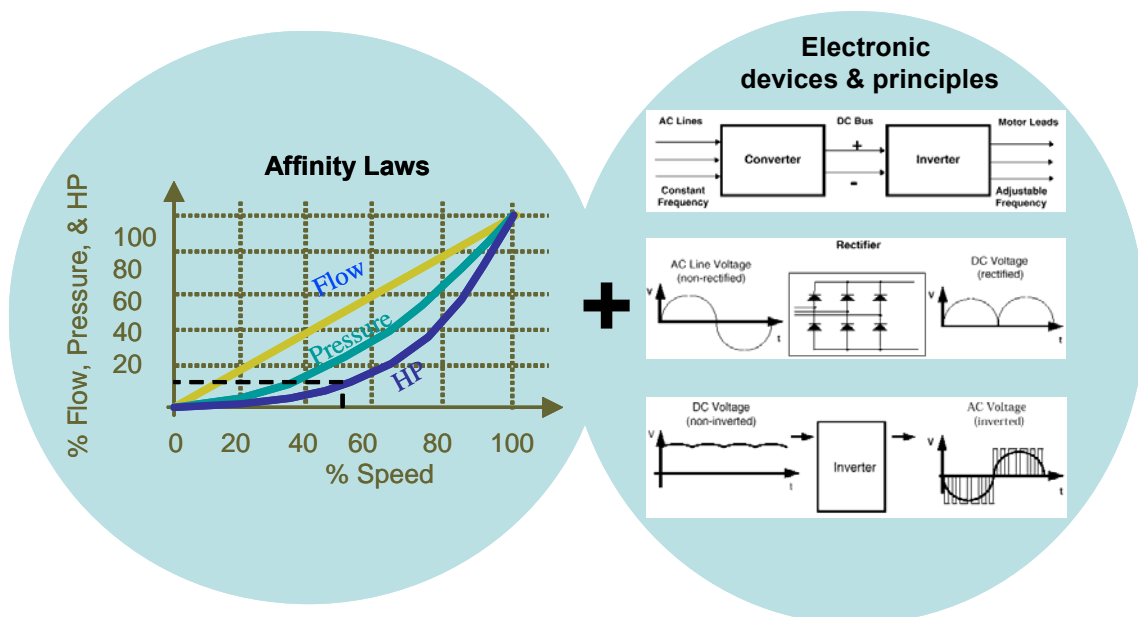 Affinity Laws
% Flow, Pressure, & HP
100
80
60
40
20
Flow
Pressure
HP
0 20 40 60 80 100
% Speed
+
Electronic
devices & principles
AC Lines
DC Bus
Motor Leads
Converter
+
-
Inverter
Constant
Frequency
Adjustable
Frequency
Rectifier
AC Line Voltage
(non-rectified)
V
t
DC Voltage
(rectified)
V
t
DC Voltage
(non-inverted)
V
t
Inverter
AC Voltage
(inverted)
V
t